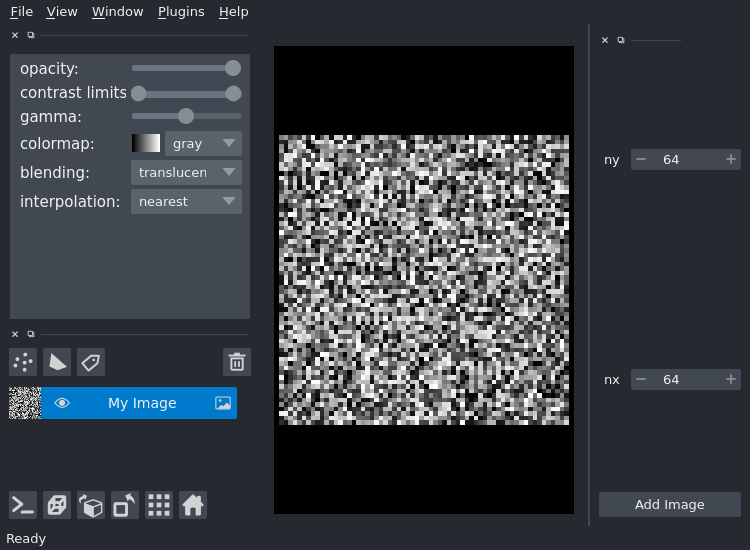 File View Window Plugins Help
opacity:
contrast limits
gamma:
colormap: gray
blending: translucen
interpolation: nearest
My Image
Ready
ny 64
nx 64
Add Image